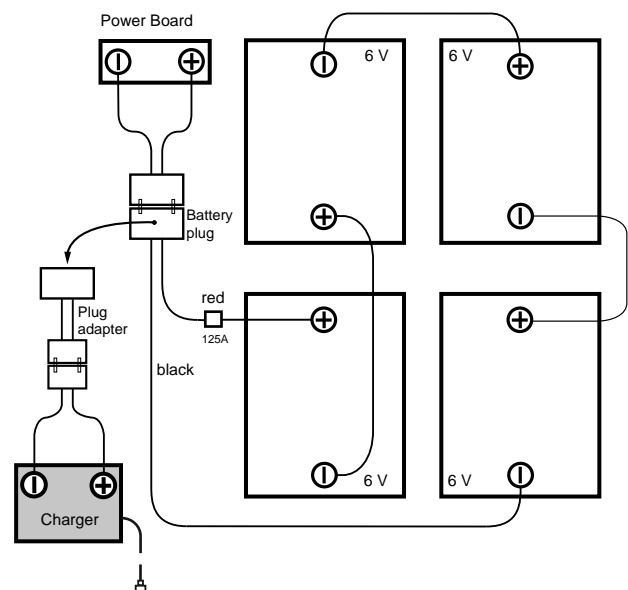 Power Board
6 V
6 V
Battery
plug
red
125A
Plug
adapter
black
6 V
6 V
Charger